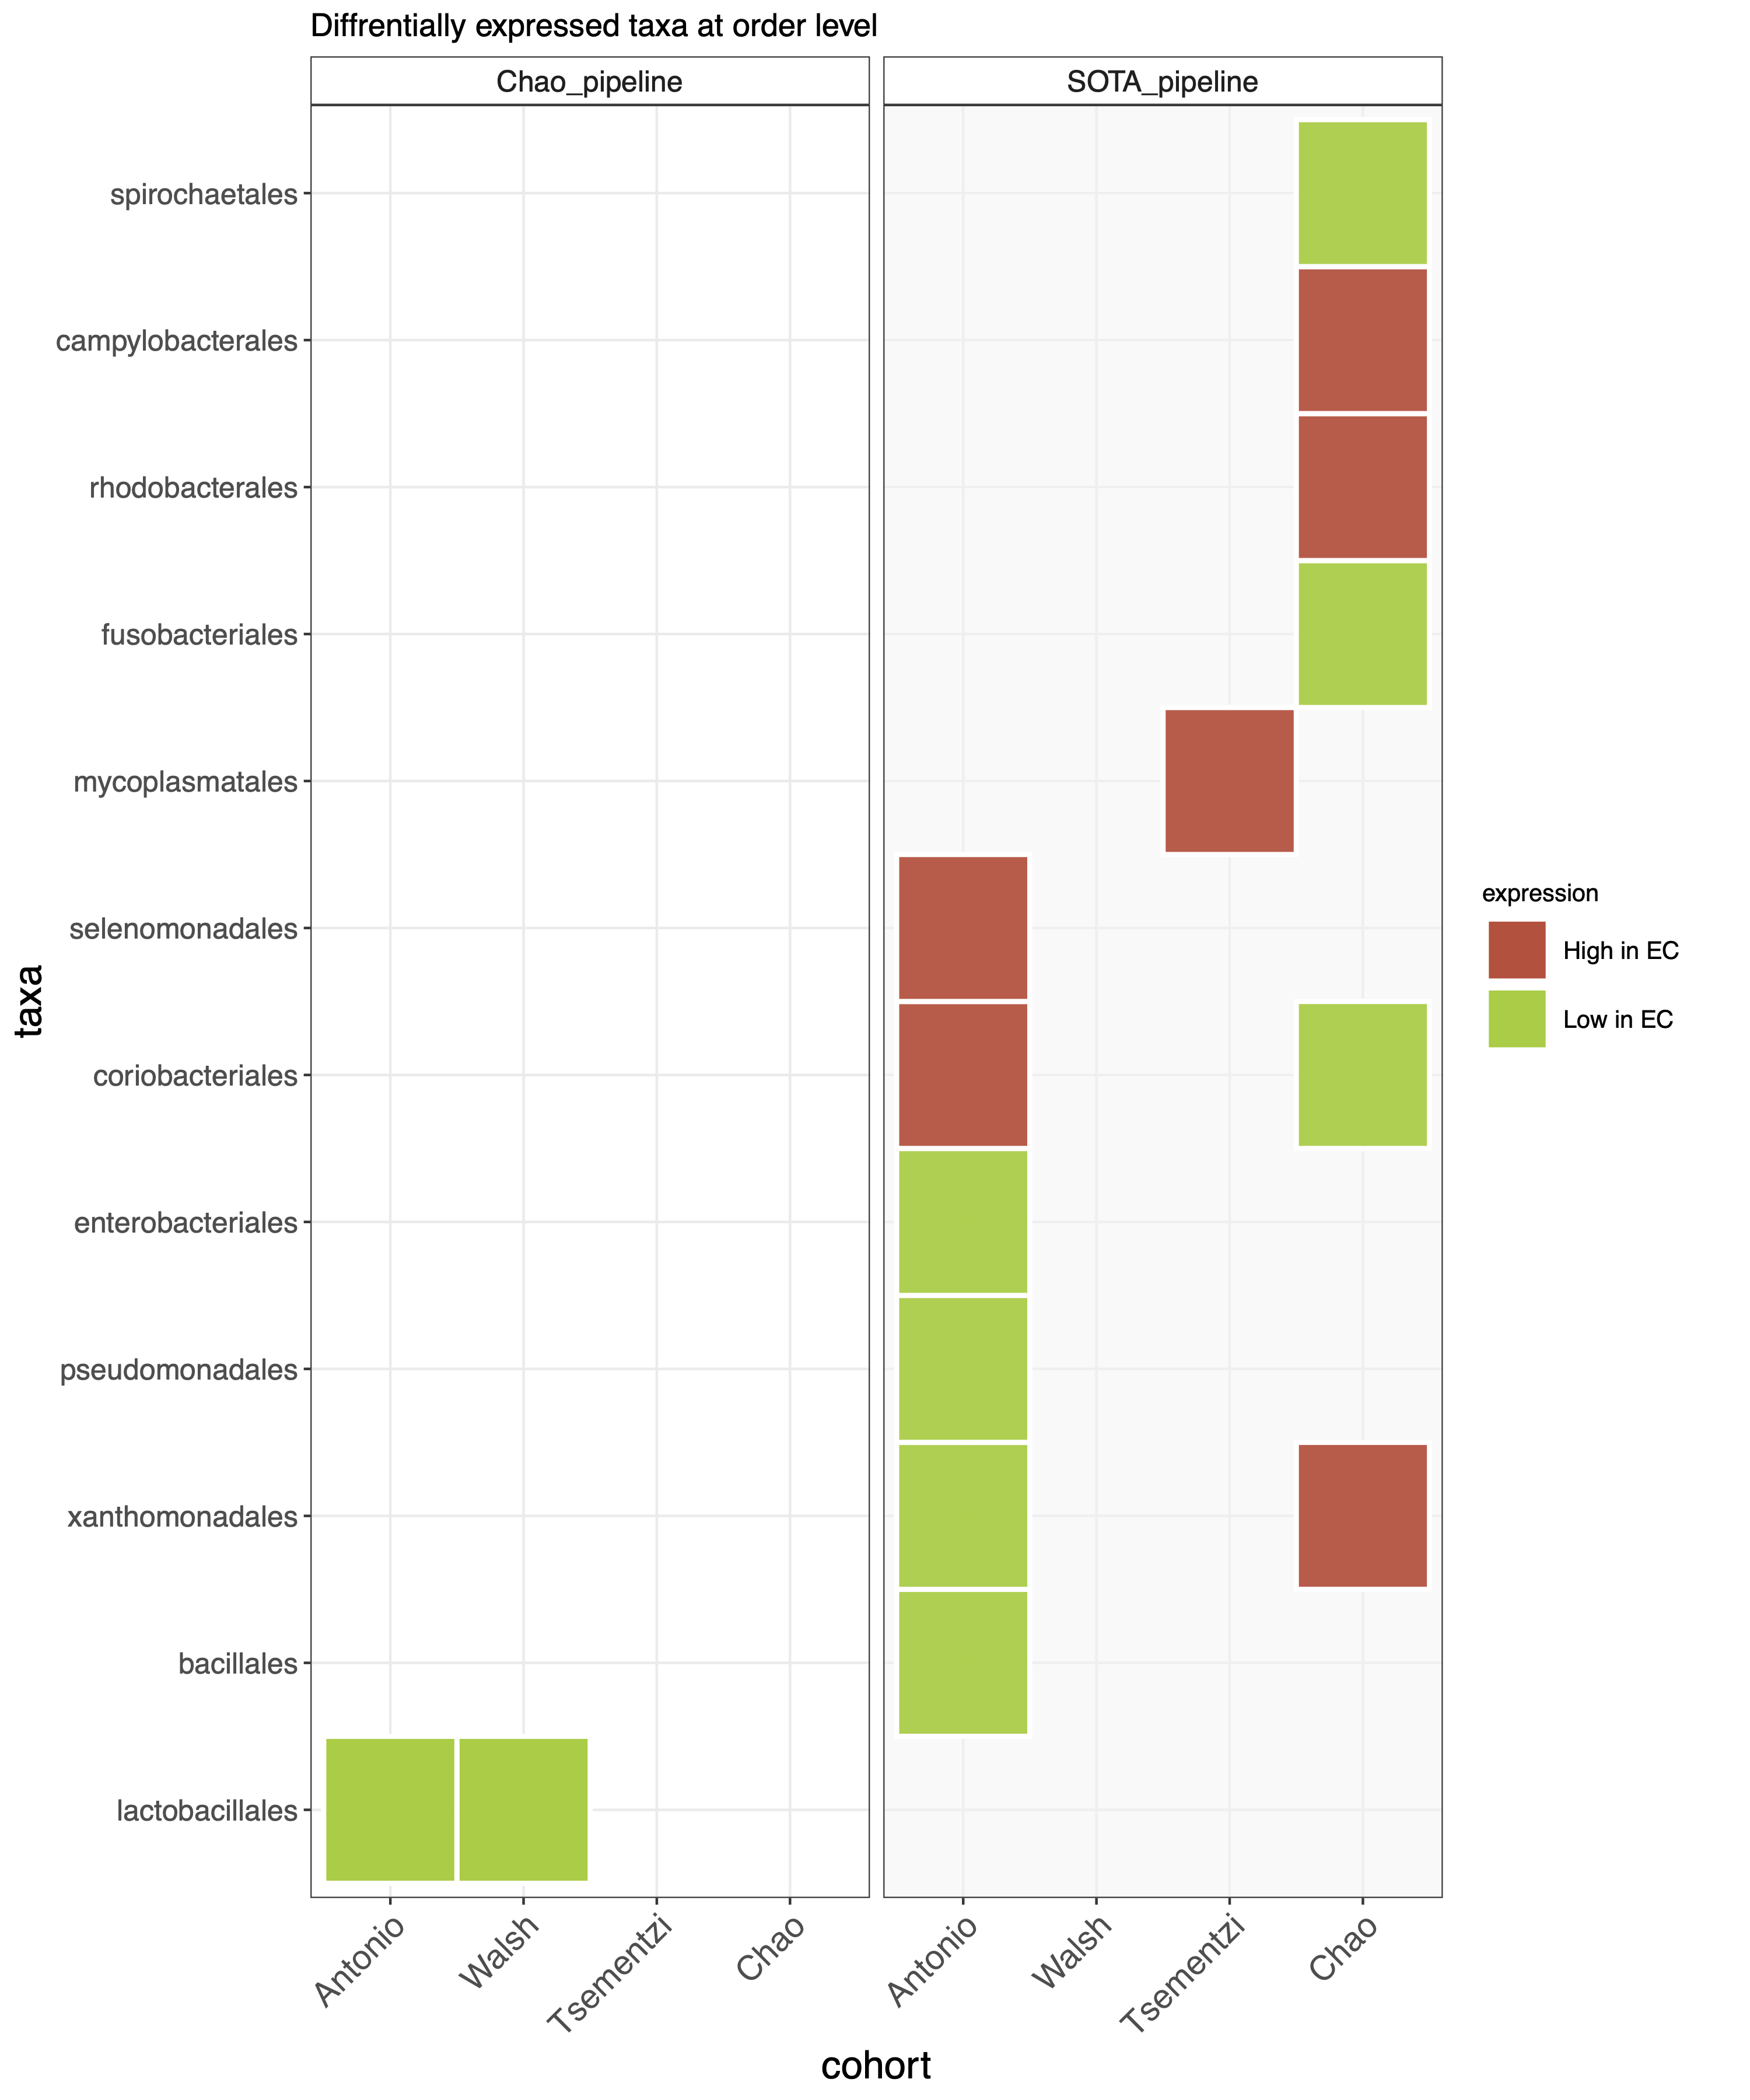 Diffrentially expressed taxa at order level
Chao_pipeline
SOTA_pipeline
spirochaetales
campylobacterales
rhodobacterales
fusobacteriales
mycoplasmatales
selenomonadales
coriobacteriales
enterobacteriales
pseudomonadales
xanthomonadales
bacillales
lactobacillales
taxa
Antonio
Walsh
Tsementzi
Chao
Antonio
Walsh
Tsementzi
Chao
cohort
expression
High in EC
Low in EC